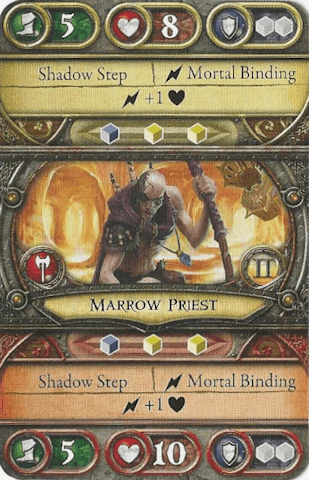 5 8
Shadow Step Mortal Binding
+1
II
MARROW PRIEST
Shadow Step Mortal Binding
+1
5 10